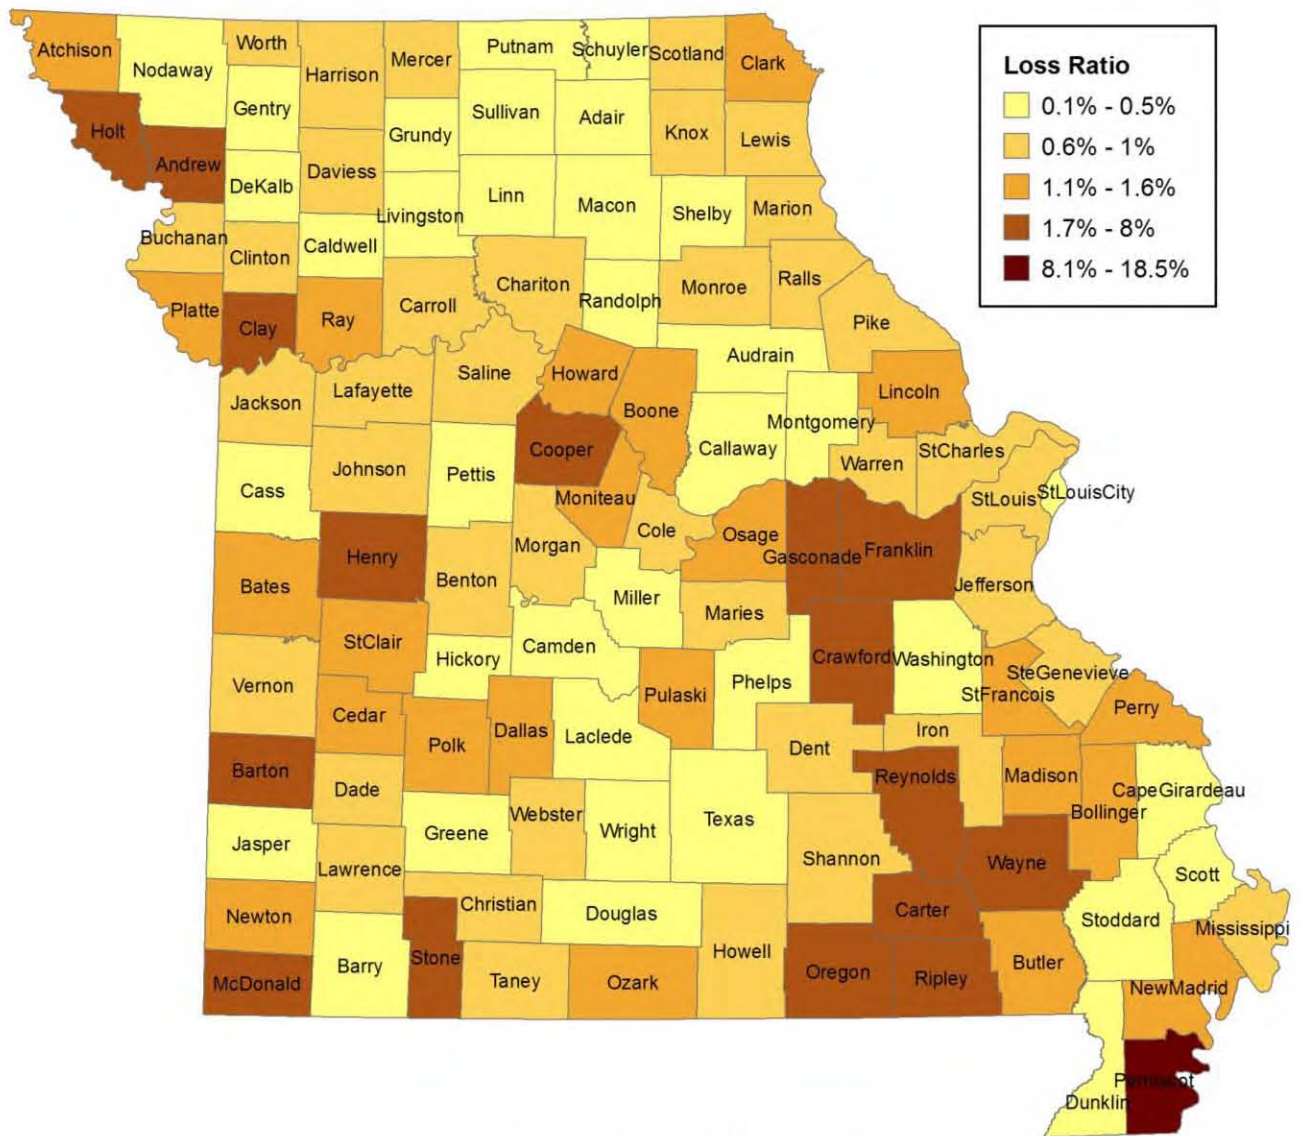 Loss Ratio
0.1% - 0.5%
0.6% - 1%
1.1% - 1.6%
1.7% - 8%
8.1% - 18.5%
Atchison
Nodaway
Worth
Harrison
Mercer
Putnam
Schuyler
Scotland
Clark
Holt
Andrew
Gentry
DeKalb
Daviess
Grundy
Sullivan
Adair
Knox
Lewis
Buchanan
Clinton
Caldwell
Livingston
Linn
Macon
Shelby
Marion
Platte
Clay
Ray
Carroll
Chariton
Randolph
Monroe
Ralls
Pike
Jackson
Lafayette
Saline
Howard
Boone
Audrain
Montgomery
Lincoln
Cass
Johnson
Pettis
Cooper
Moniteau
Callaway
Warren
StCharles
StLouis
StLouisCity
Bates
Henry
Benton
Morgan
Cole
Osage
Gasconade
Franklin
Jefferson
Vernon
StClair
Hickory
Camden
Miller
Maries
Phelps
Crawford
Washington
StFrancois
SteGenevieve
Perry
Barton
Cedar
Polk
Dallas
Laclede
Pulaski
Dent
Iron
Reynolds
Madison
Bollinger
CapeGirardeau
Jasper
Dade
Greene
Webster
Wright
Texas
Shannon
Wayne
Scott
Newton
Lawrence
Christian
Douglas
Howell
Carter
Butler
Stoddard
Mississippi
McDonald
Barry
Stone
Taney
Ozark
Oregon
Ripley
NewMadrid
Pemiscot
Dunklin